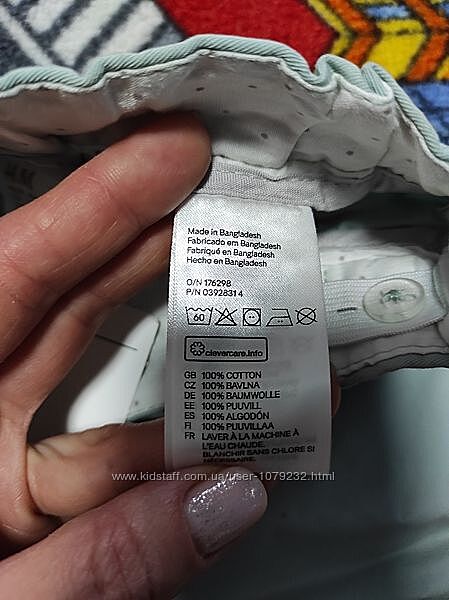 Made in Bangladesh
Fabricado em Bangladesh
Fabriqué en Bangladesh
Hecho en Bangladesh
O/N 176298
P/N 03928314
60
clevercare.info
GB 100% COTTON
CZ 100% BAVLNA
DE 100% BAUMWOLLE
EE 100% PUUVILL
ES 100% ALGODÓN
FI 100% PUUVILLAA
FR LAVER À LA MACHINE À
L'EAU CHAUDE.
BLANCHIR SANS CHLORE SI
NÉCESSAIRE.
www.kidstaff.com.ua/user-1079232.html